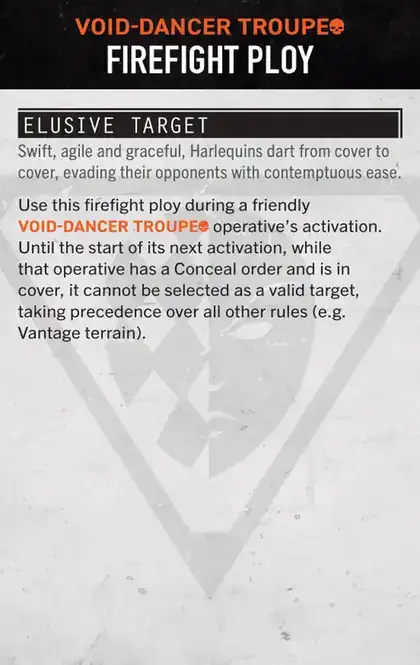 VOID-DANCER TROUPE
FIREFIGHT PLOY
ELUSIVE TARGET
Swift, agile and graceful, Harlequins dart from cover to
cover, evading their opponents with contemptuous ease.
Use this firefight ploy during a friendly
VOID-DANCER TROUPE operative's activation.
Until the start of its next activation, while
that operative has a Conceal order and is in
cover, it cannot be selected as a valid target,
taking precedence over all other rules (e.g.
Vantage terrain).